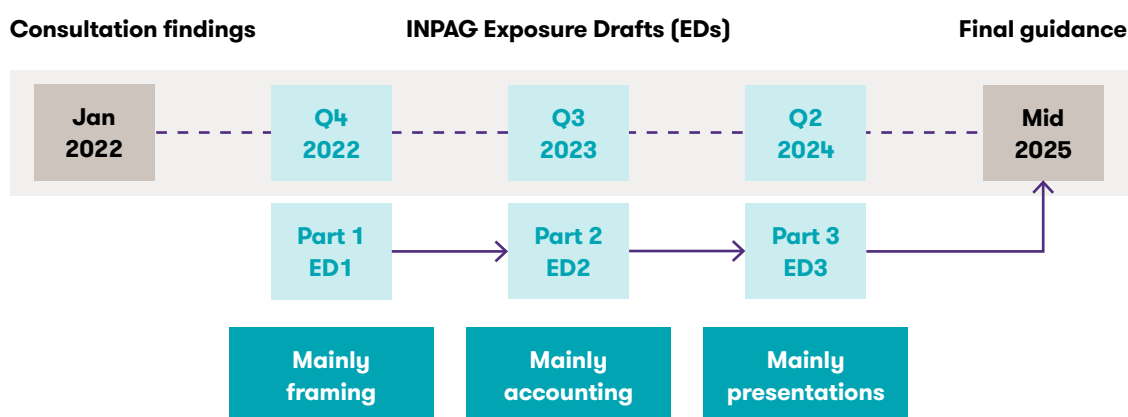 Consultation findings
INPAG Exposure Drafts (EDs)
Final guidance
Jan
2022
Q4
2022
Q3
2023
Q2
2024
Mid
2025
Part 1
ED1
Part 2
ED2
Part 3
ED3
Mainly
framing
Mainly
accounting
Mainly
presentations